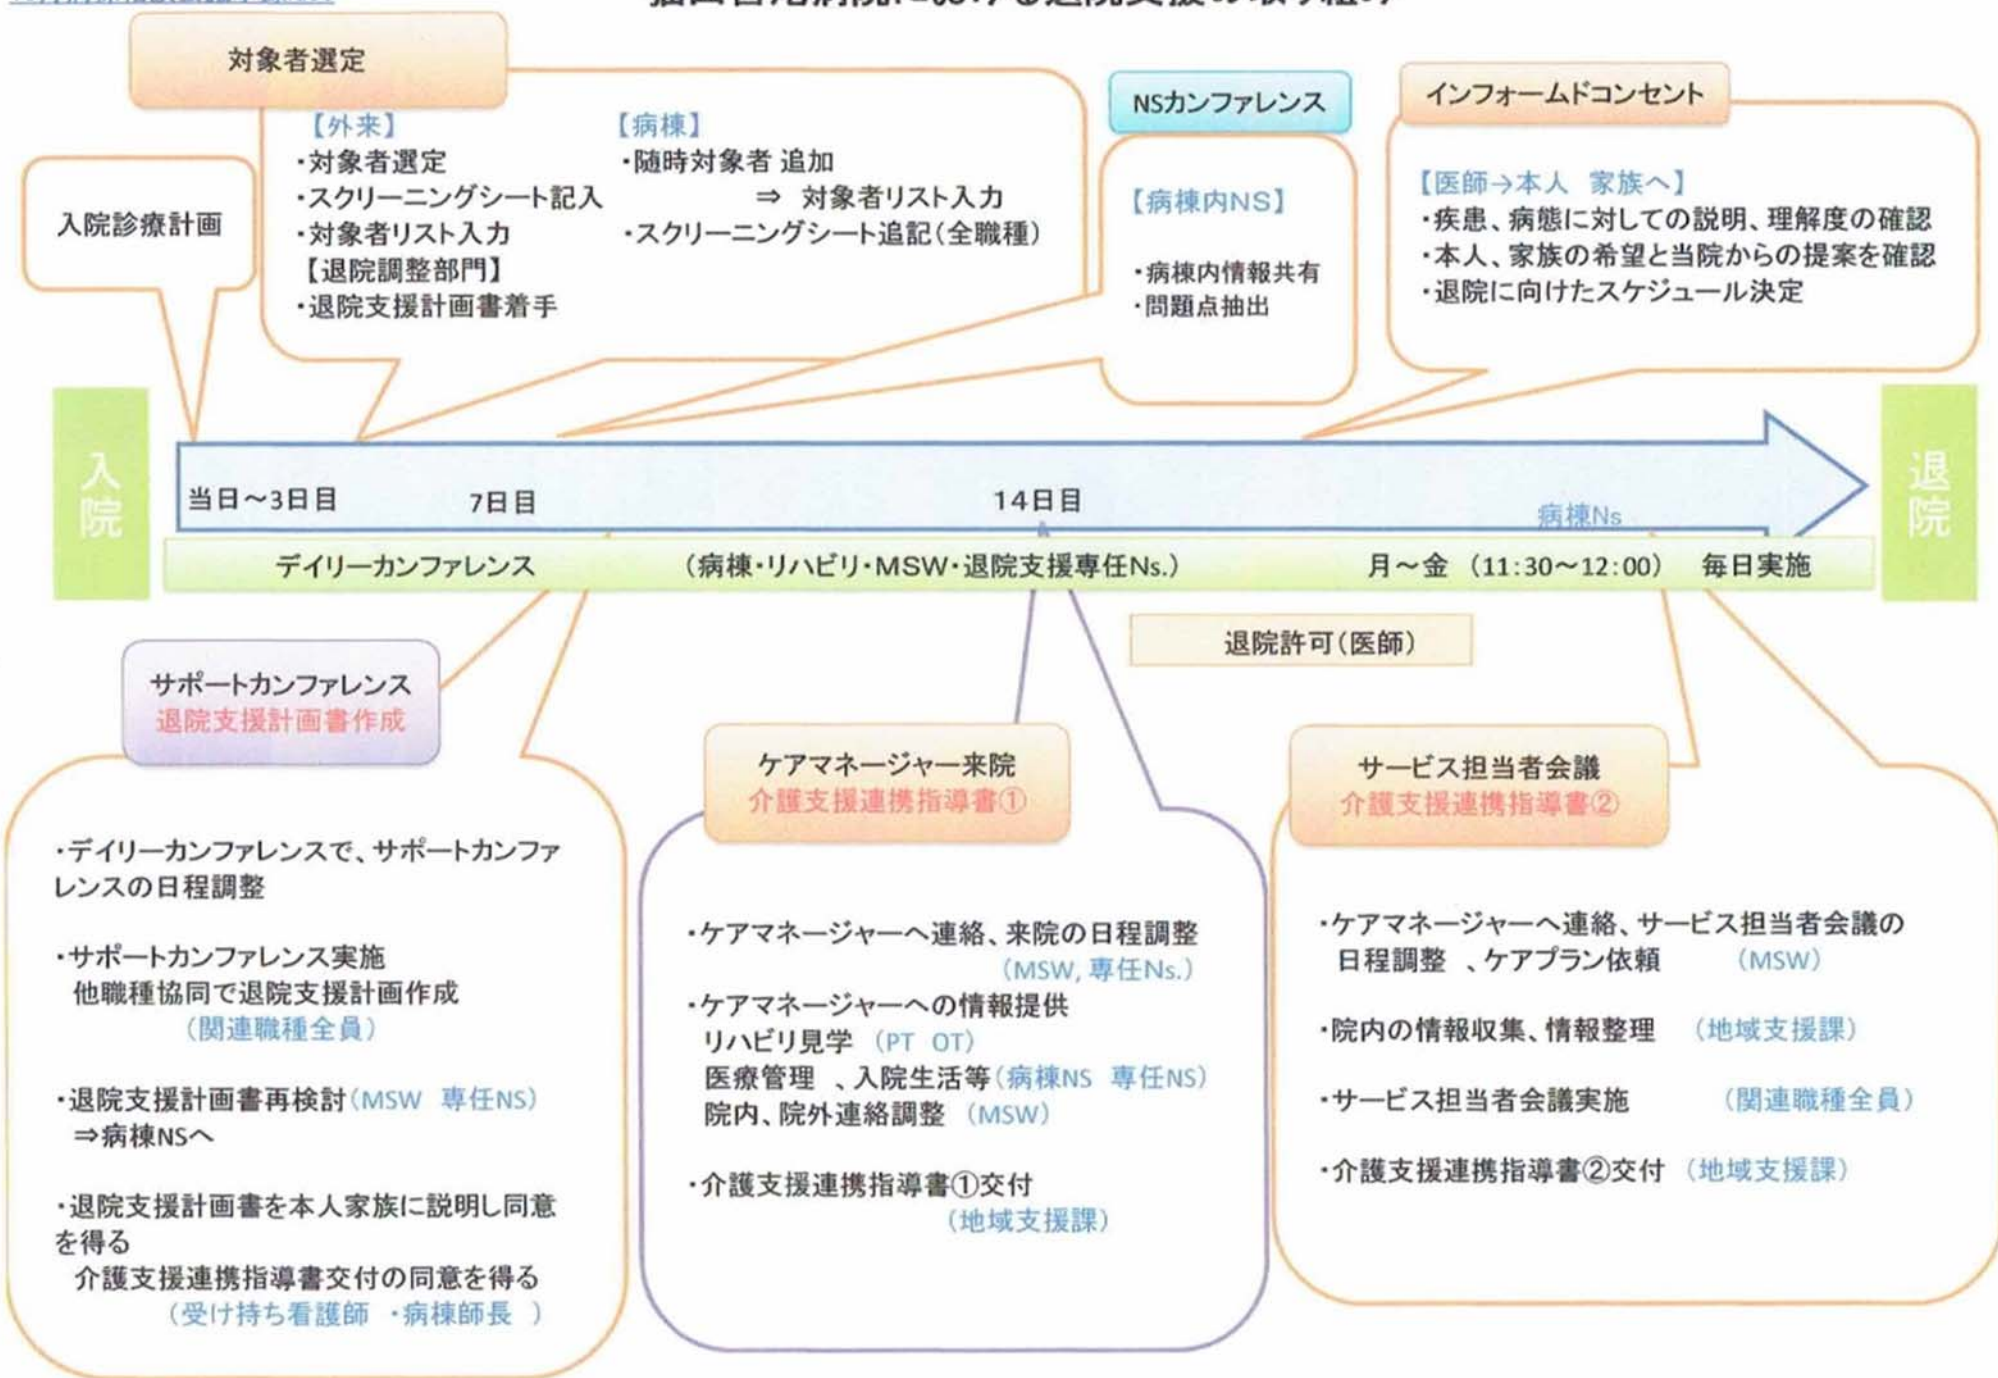 病院における退院支援の取り組み
対象者選定
【外来】
・対象者選定
・スクリーニングシート記入
・対象者リスト入力
【退院調整部門】
・退院支援計画書着手
【病棟】
・随時対象者 追加
⇒ 対象者リスト入力
・スクリーニングシート追記(全職種)
NSカンファレンス
【病棟内NS】
・病棟内情報共有
・問題点抽出
インフォームドコンセント
【医師→本人 家族へ】
・疾患、病態に対しての説明、理解度の確認
・本人、家族の希望と当院からの提案を確認
・退院に向けたスケジュール決定
入院診療計画
入院
当日～3日目 7日目 14日目 病棟Ns
退院
デイリーカンファレンス (病棟・リハビリ・MSW・退院支援専任Ns.) 月～金 (11:30～12:00) 毎日実施
退院許可(医師)
サポートカンファレンス
退院支援計画書作成
・デイリーカンファレンスで、サポートカンファ
レンスの日程調整
・サポートカンファレンス実施
他職種協同で退院支援計画作成
(関連職種全員)
・退院支援計画書再検討(MSW 専任NS)
⇒病棟NSへ
・退院支援計画書を本人家族に説明し同意
を得る
介護支援連携指導書交付の同意を得る
(受け持ち看護師 ・病棟師長 )
ケアマネージャー来院
介護支援連携指導書①
・ケアマネージャーへ連絡、来院の日程調整
(MSW, 専任Ns.)
・ケアマネージャーへの情報提供
リハビリ見学 (PT OT)
医療管理 、入院生活等(病棟NS 専任NS)
院内、院外連絡調整 (MSW)
・介護支援連携指導書①交付
(地域支援課)
サービス担当者会議
介護支援連携指導書②
・ケアマネージャーへ連絡、サービス担当者会議の
日程調整 、ケアプラン依頼 (MSW)
・院内の情報収集、情報整理 (地域支援課)
・サービス担当者会議実施 (関連職種全員)
・介護支援連携指導書②交付 (地域支援課)